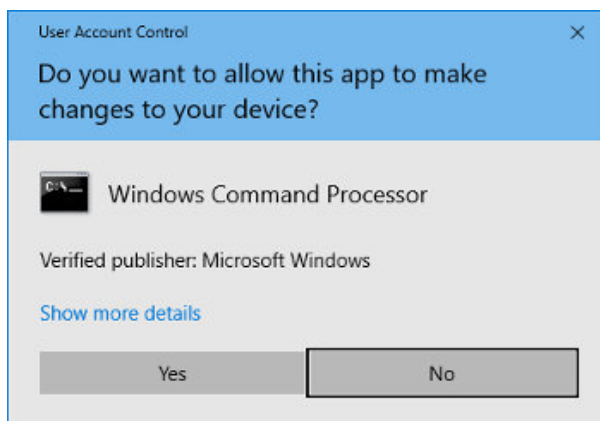 User Account Control
Do you want to allow this app to make
changes to your device?
C:\_
Windows Command Processor
Verified publisher: Microsoft Windows
Show more details
Yes
No